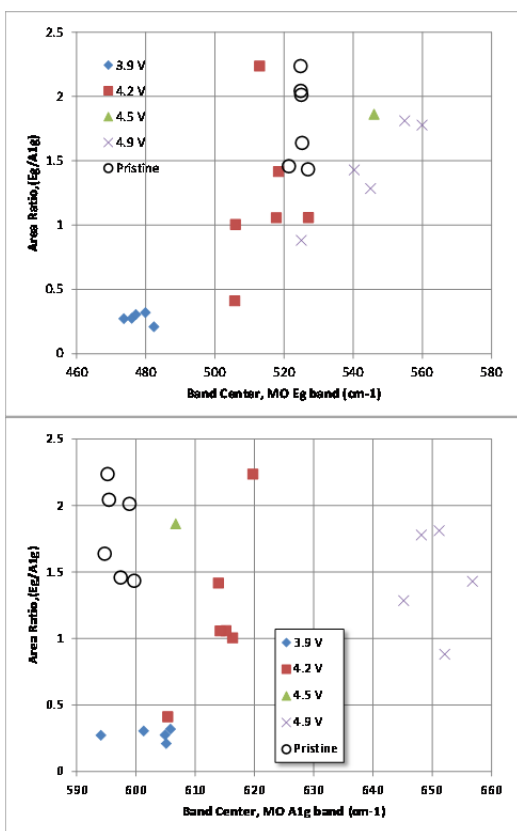 2.5
2
1.5
1
0.5
0
Area Ratio,(Eg/A1g)
3.9 V
4.2 V
4.5 V
4.9 V
Pristine
460 480 500 520 540 560 580
Band Center, MO Eg band (cm-1)
2.5
2
1.5
1
0.5
0
Area Ratio,(Eg/A1g)
3.9 V
4.2 V
4.5 V
4.9 V
Pristine
590 600 610 620 630 640 650 660
Band Center, MO A1g band (cm-1)